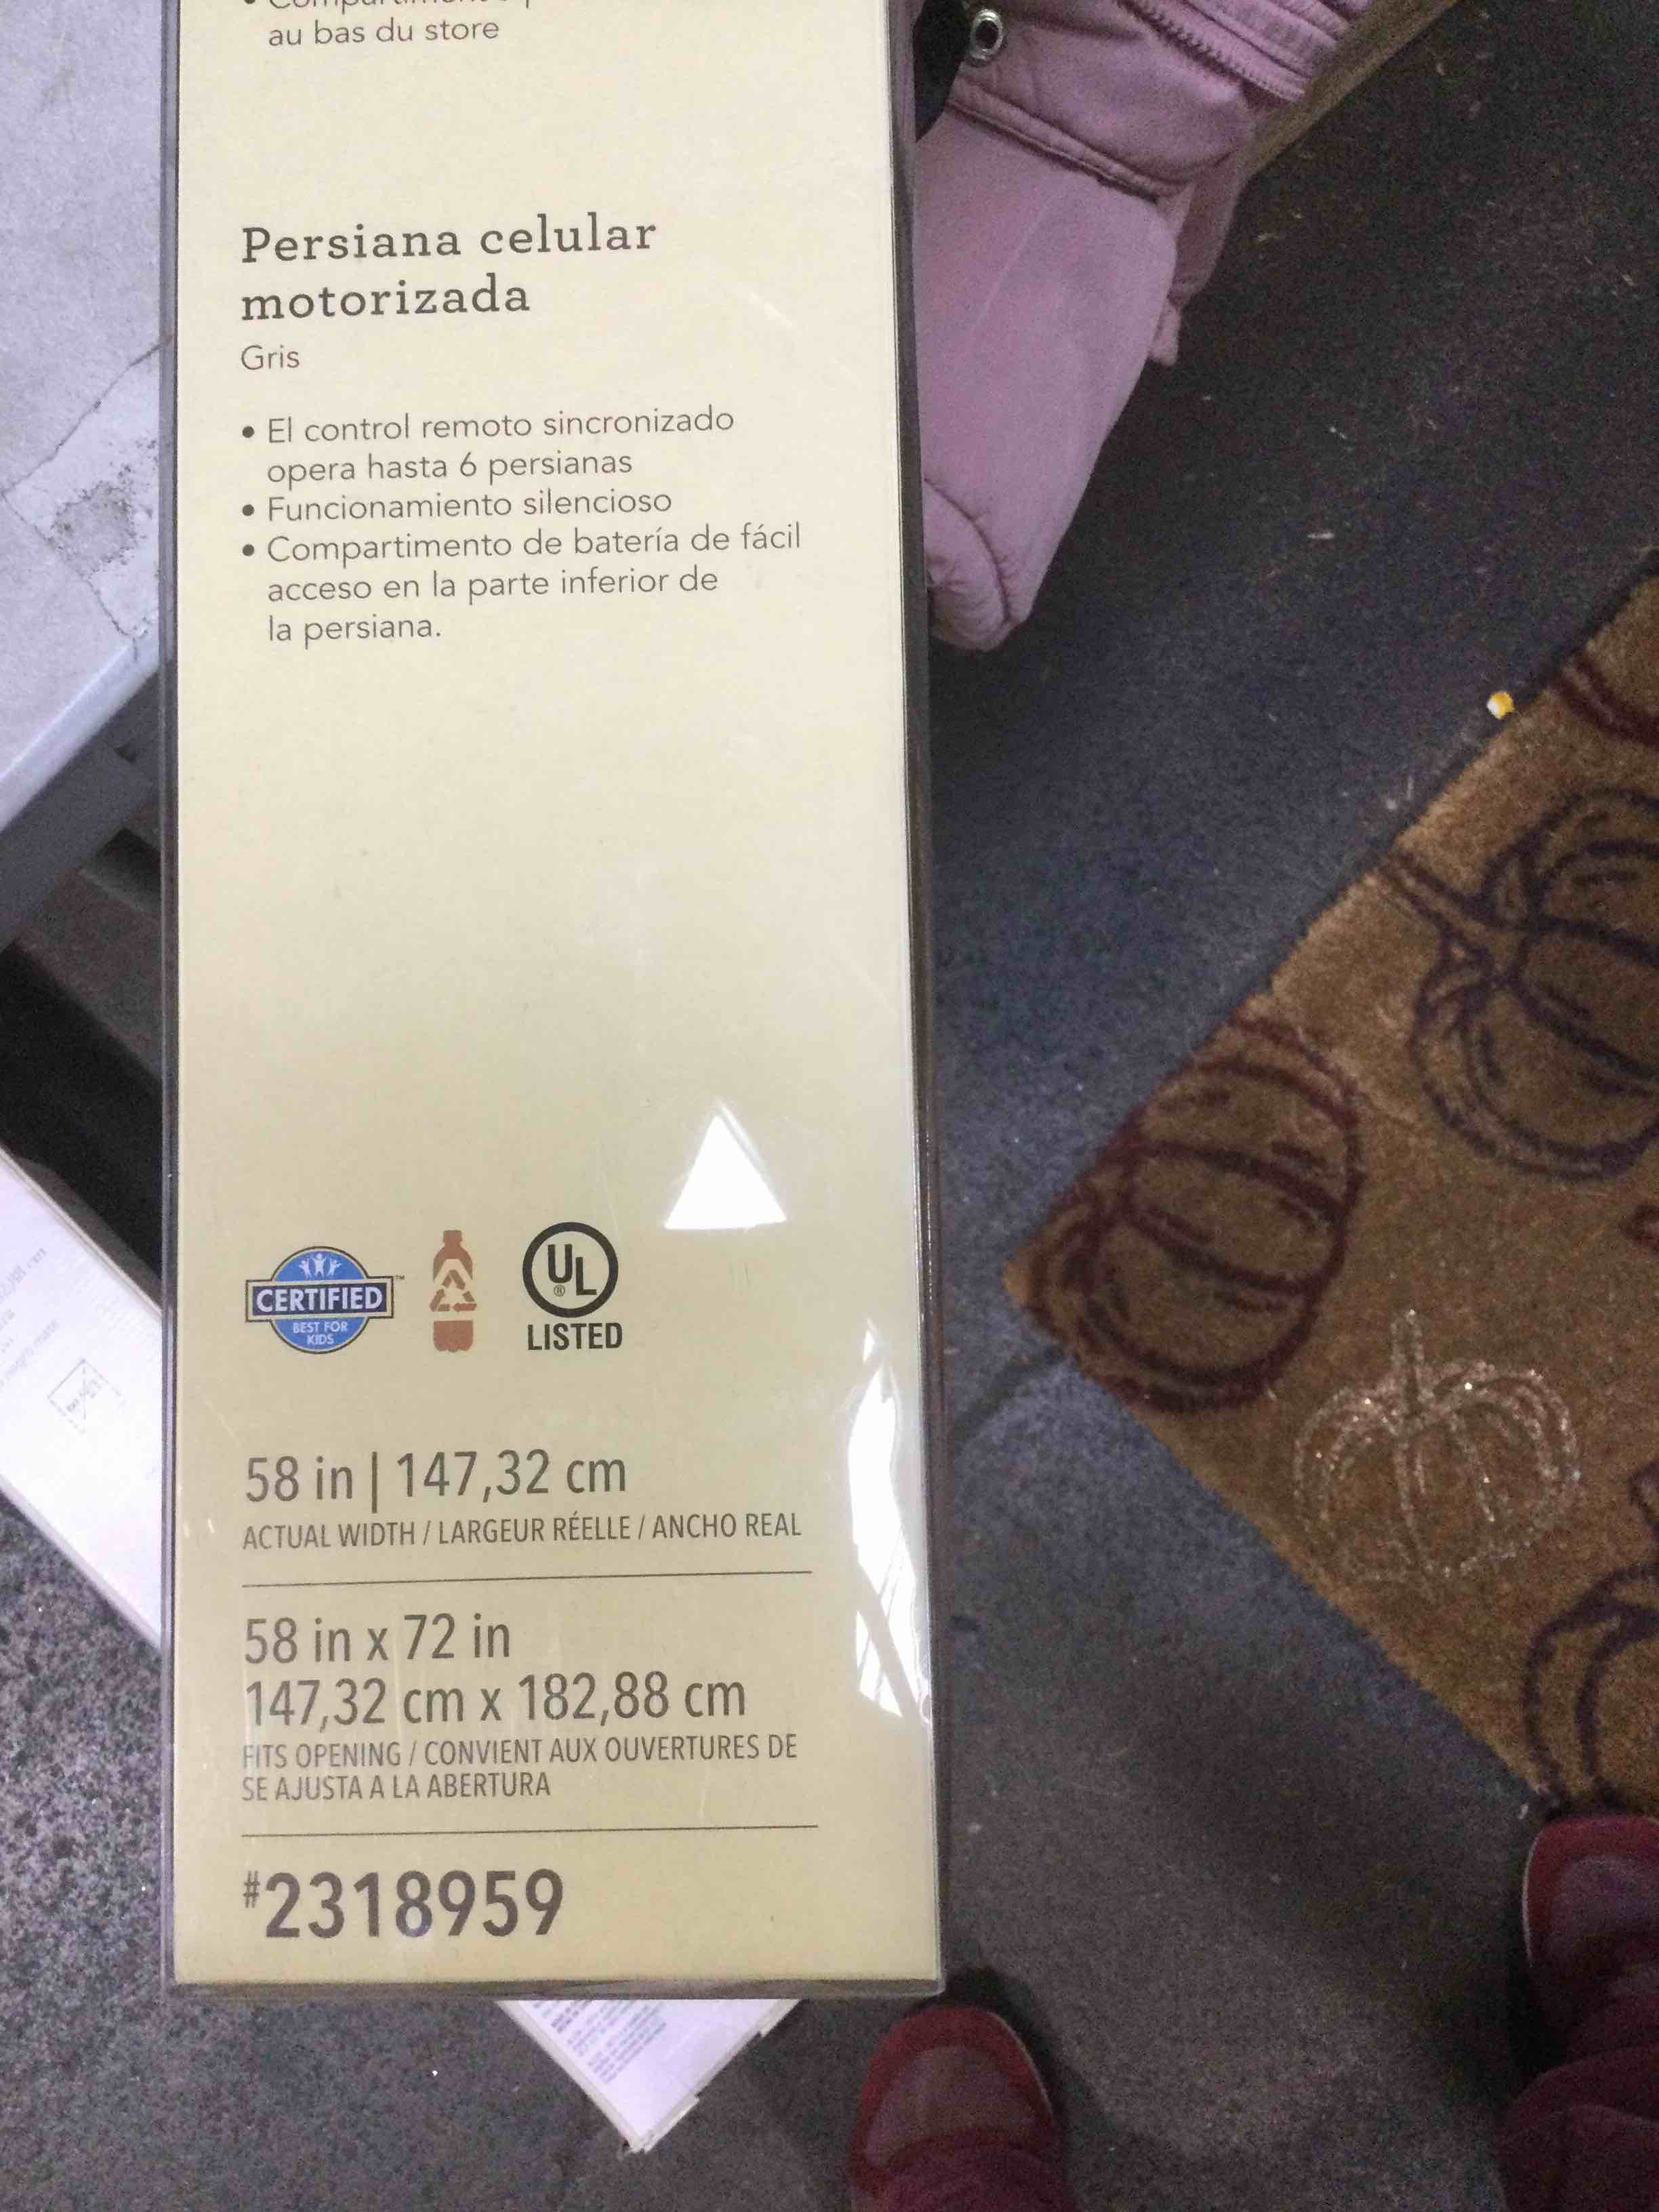 au bas du store
Persiana celular
motorizada
Gris
• El control remoto sincronizado
opera hasta 6 persianas
• Funcionamiento silencioso
• Compartimento de batería de fácil
acceso en la parte inferior de
la persiana.
CERTIFIED™
BEST FOR
KIDS
UL®
LISTED
58 in | 147,32 cm
ACTUAL WIDTH / LARGEUR RÉELLE / ANCHO REAL
58 in x 72 in
147,32 cm x 182,88 cm
FITS OPENING / CONVIENT AUX OUVERTURES DE
SE AJUSTA A LA ABERTURA
#2318959